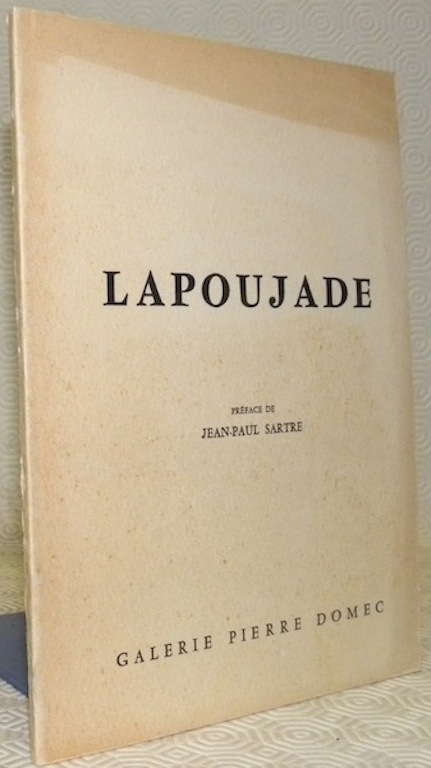 LAPOUJADE
PRÉFACE DE
JEAN-PAUL SARTRE
GALERIE PIERRE DOMEC